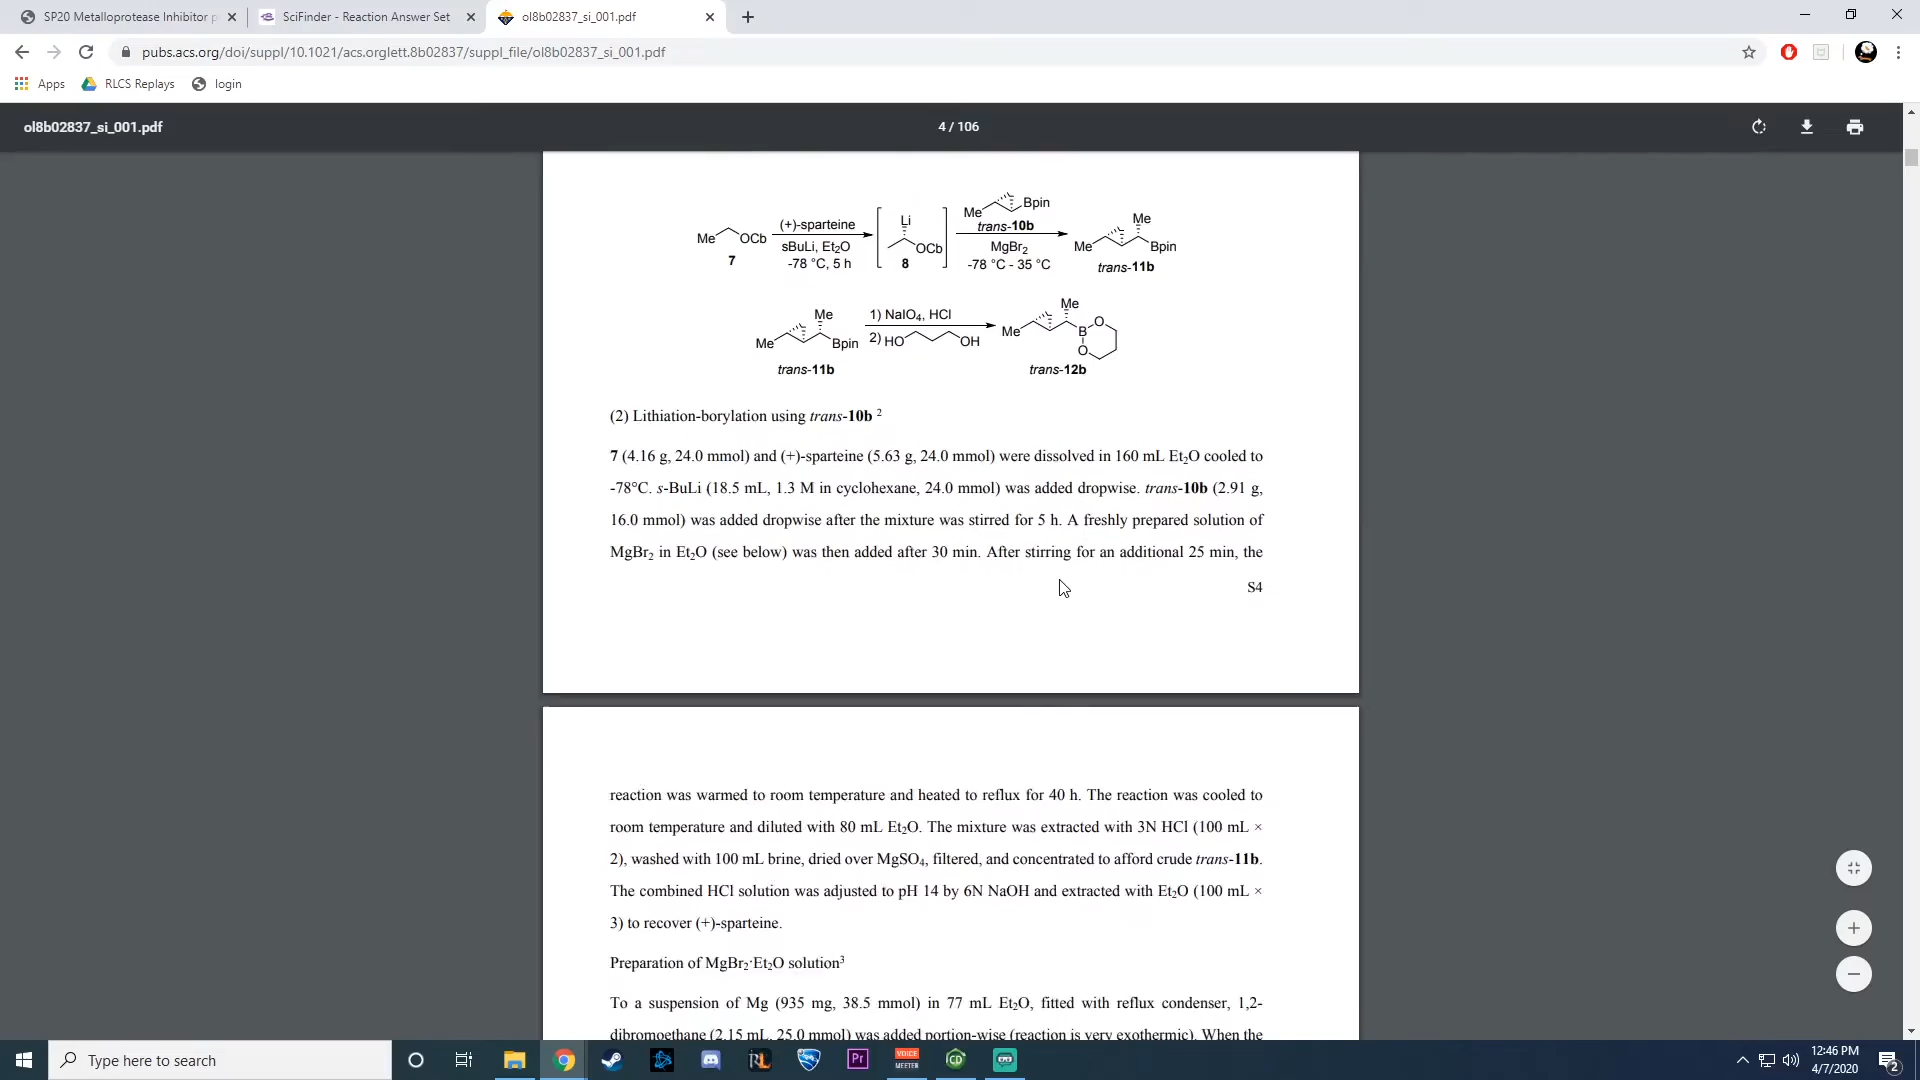 SP20 Metalloprotease Inhibitor p
SciFinder - Reaction Answer Set
ol8b02837_si_001.pdf
pubs.acs.org/doi/suppl/10.1021/acs.orglett.8b02837/suppl_file/ol8b02837_si_001.pdf
Apps
RLCS Replays
login
ol8b02837_si_001.pdf
4 / 106
Me OCb
7
(+)-sparteine
sBuLi, Et₂O
-78 °C, 5 h
Li
OCb
8
Me Bpin
trans-10b
MgBr₂
-78 °C - 35 °C
Me
Me Bpin
trans-11b
Me
Me Bpin
trans-11b
1) NaIO₄, HCl
2) HO OH
Me
Me B O
O
trans-12b
(2) Lithiation-borylation using trans-10b ²
7 (4.16 g, 24.0 mmol) and (+)-sparteine (5.63 g, 24.0 mmol) were dissolved in 160 mL Et₂O cooled to
-78°C. s-BuLi (18.5 mL, 1.3 M in cyclohexane, 24.0 mmol) was added dropwise. trans-10b (2.91 g,
16.0 mmol) was added dropwise after the mixture was stirred for 5 h. A freshly prepared solution of
MgBr₂ in Et₂O (see below) was then added after 30 min. After stirring for an additional 25 min, the
S4
reaction was warmed to room temperature and heated to reflux for 40 h. The reaction was cooled to
room temperature and diluted with 80 mL Et₂O. The mixture was extracted with 3N HCl (100 mL ×
2), washed with 100 mL brine, dried over MgSO₄, filtered, and concentrated to afford crude trans-11b.
The combined HCl solution was adjusted to pH 14 by 6N NaOH and extracted with Et₂O (100 mL ×
3) to recover (+)-sparteine.
Preparation of MgBr₂·Et₂O solution³
To a suspension of Mg (935 mg, 38.5 mmol) in 77 mL Et₂O, fitted with reflux condenser, 1,2-
dibromoethane (2.15 mL, 25.0 mmol) was added portion-wise (reaction is very exothermic). When the
Type here to search
Pr
VOICE
MEETER
12:46 PM
4/7/2020
2